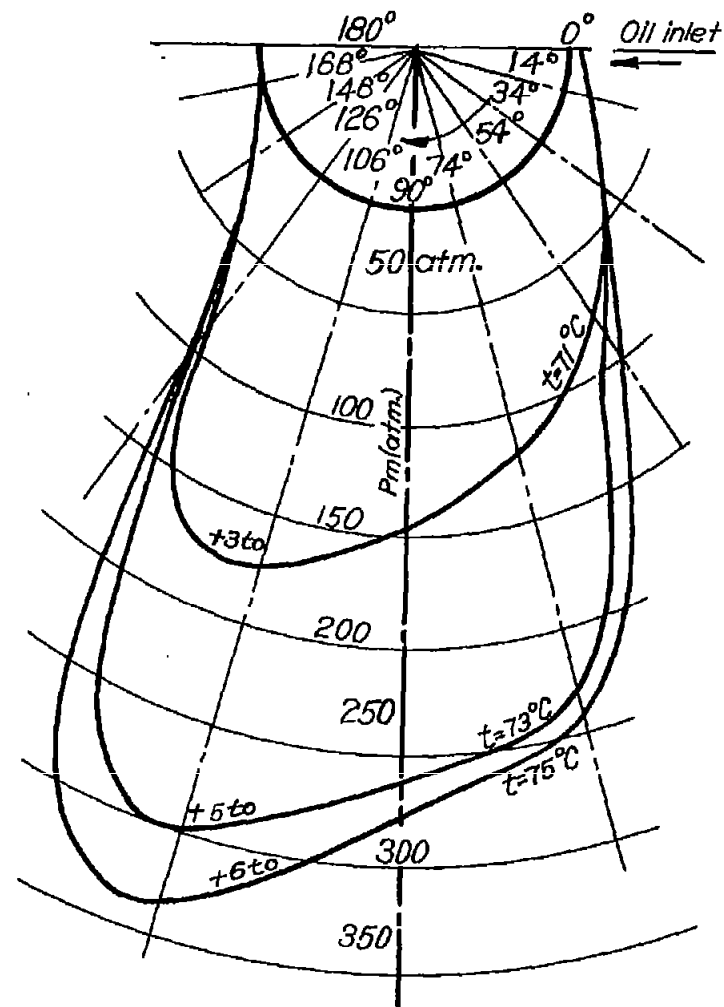 180°
0°
Oil inlet
168°
14°
148°
34°
126°
54°
106°
74°
90°
50 atm.
t=71°C
100
Pm(atm.)
150
+3to
200
250
t=73°C
t=75°C
+5to
300
+6to
350